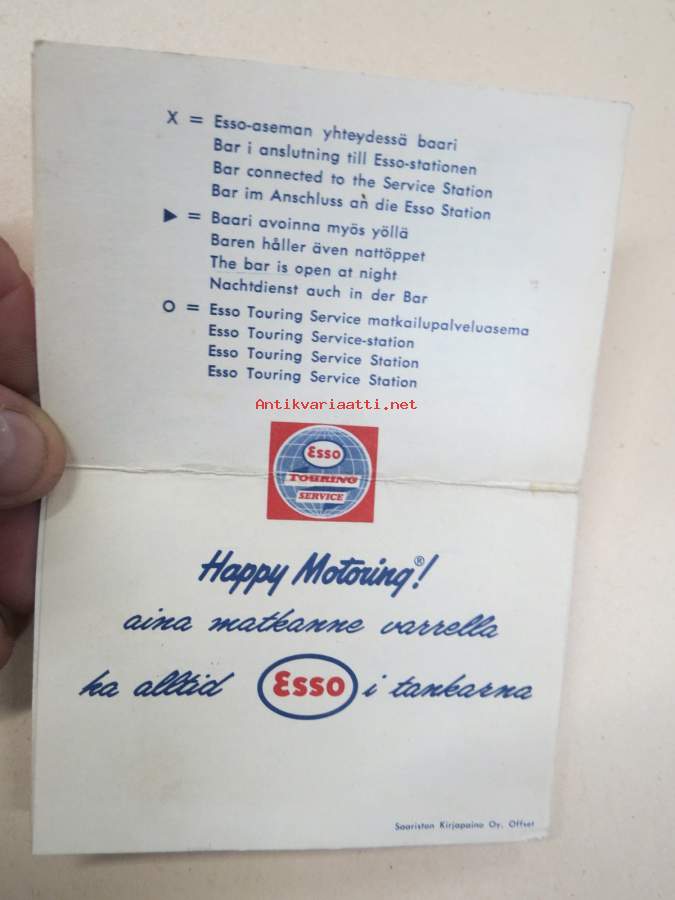 X = Esso-aseman yhteydessä baari
Bar i anslutning till Esso-stationen
Bar connected to the Service Station
Bar im Anschluss an die Esso Station
▶ = Baari avoinna myös yöllä
Baren håller även nattöppet
The bar is open at night
Nachtdienst auch in der Bar
O = Esso Touring Service matkailupalveluasema
Esso Touring Service-station
Esso Touring Service Station
Esso Touring Service Station
Antikvariaatti.net
Esso
TOURING
SERVICE
Happy Motoring®!
aina matkanne varrella
ha alltid Esso i tankarna
Saariston Kirjapaino Oy, Offset